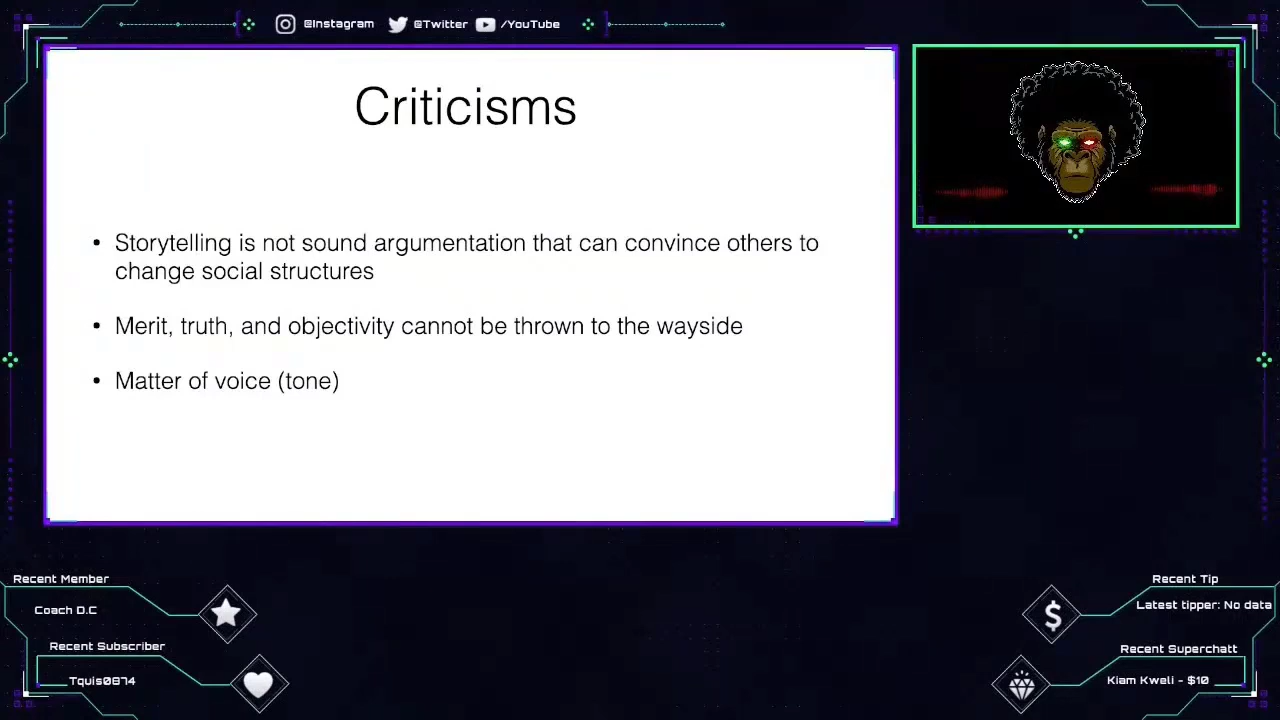 @Instagram @Twitter /YouTube
Criticisms
• Storytelling is not sound argumentation that can convince others to
change social structures
• Merit, truth, and objectivity cannot be thrown to the wayside
• Matter of voice (tone)
Recent Member
Coach D.C
Recent Subscriber
Tquis0874
Recent Tip
Latest tipper: No data
Recent Superchatt
Kiam Kweli - $10